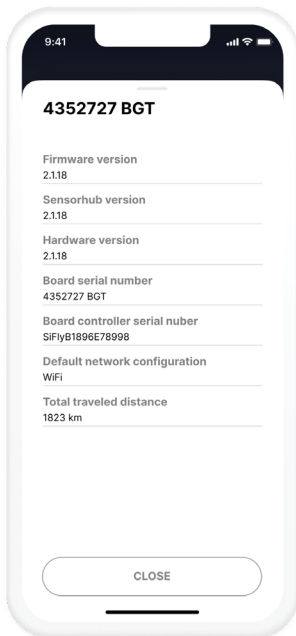 9:41
4352727 BGT
Firmware version
2.1.18
Sensorhub version
2.1.18
Hardware version
2.1.18
Board serial number
4352727 BGT
Board controller serial nuber
SiFlyB1896E78998
Default network configuration
WiFi
Total traveled distance
1823 km
CLOSE